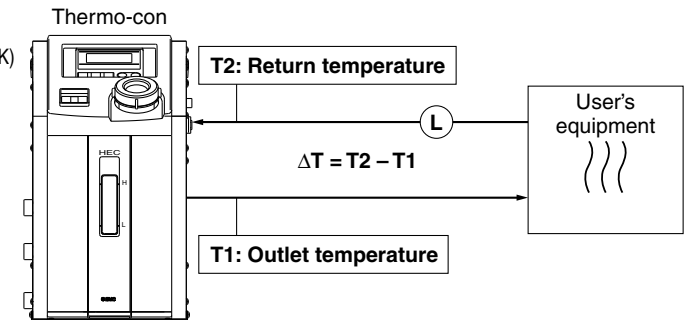 Thermo-con
K)
T2: Return temperature
User's
equipment
L
HEC
ΔT = T2 – T1
H
L
T1: Outlet temperature